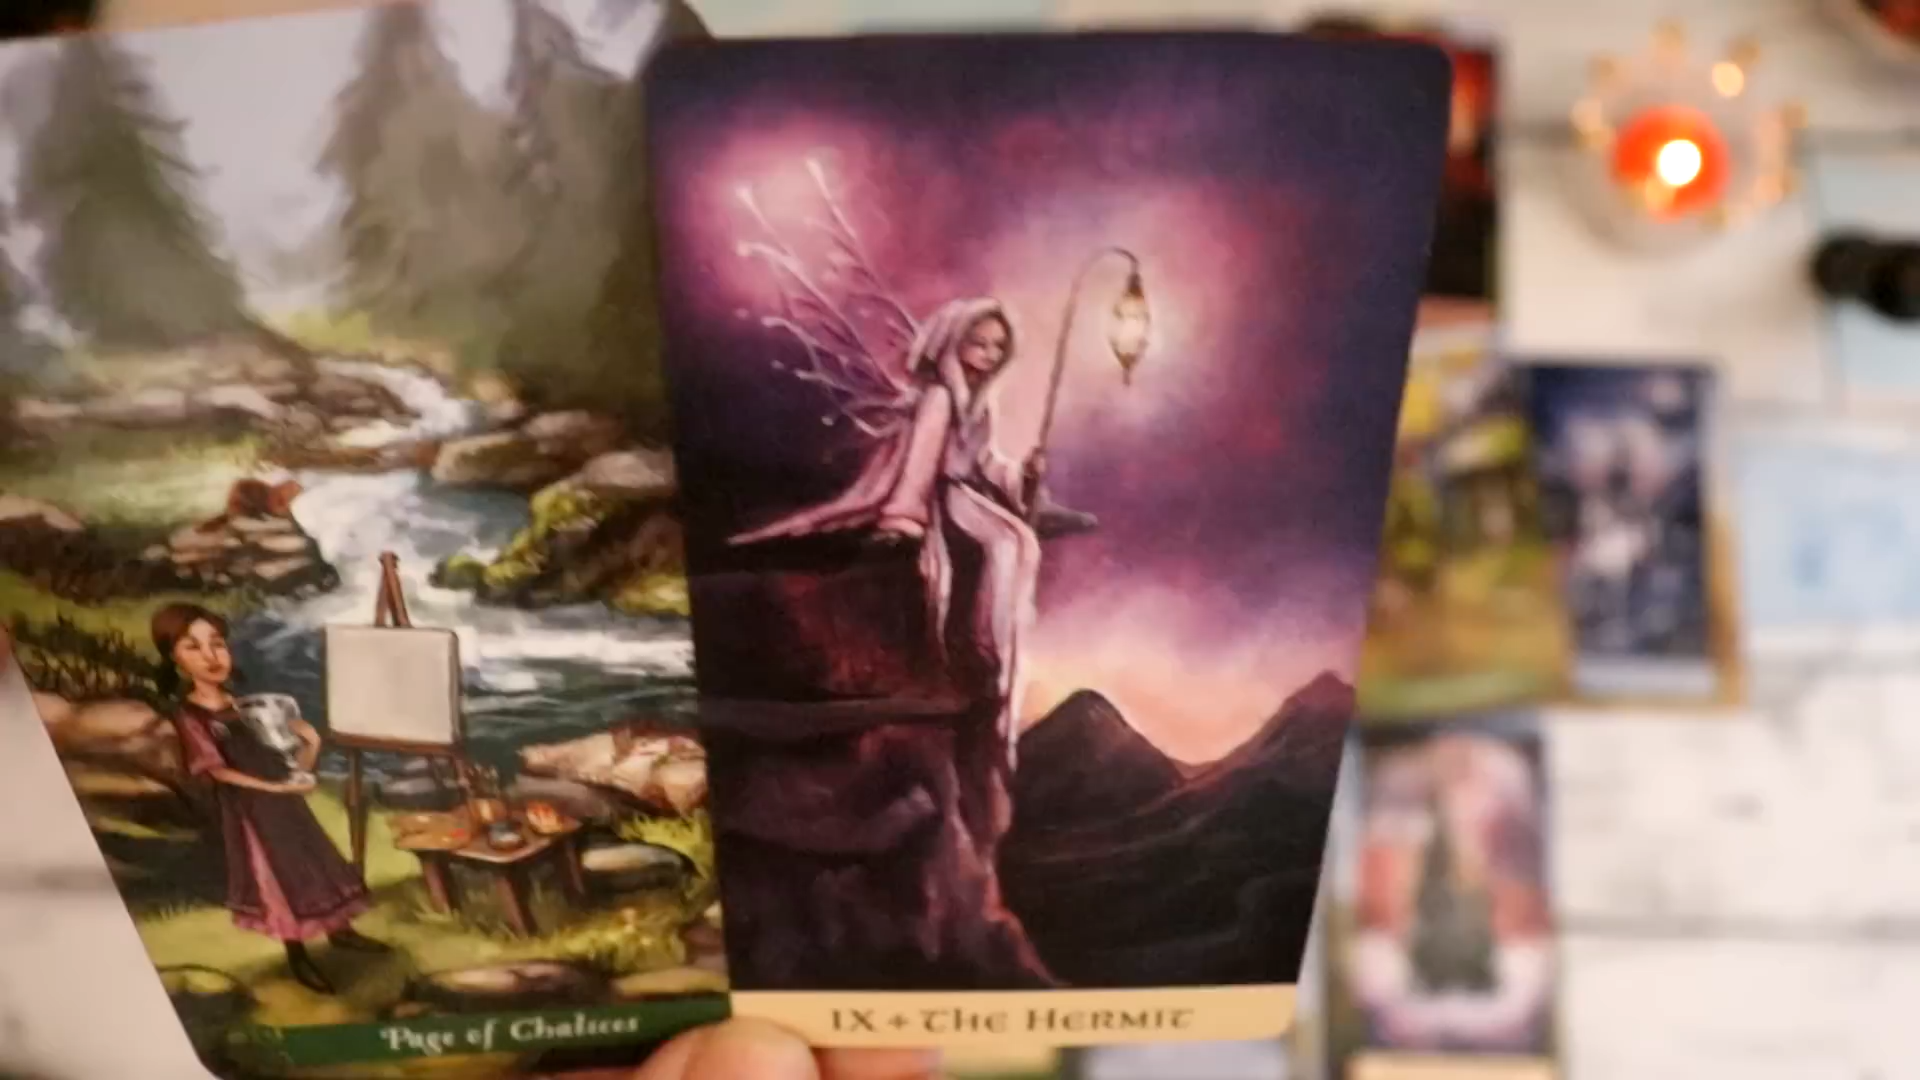 Page of Chalices
IX + THE HERMIT